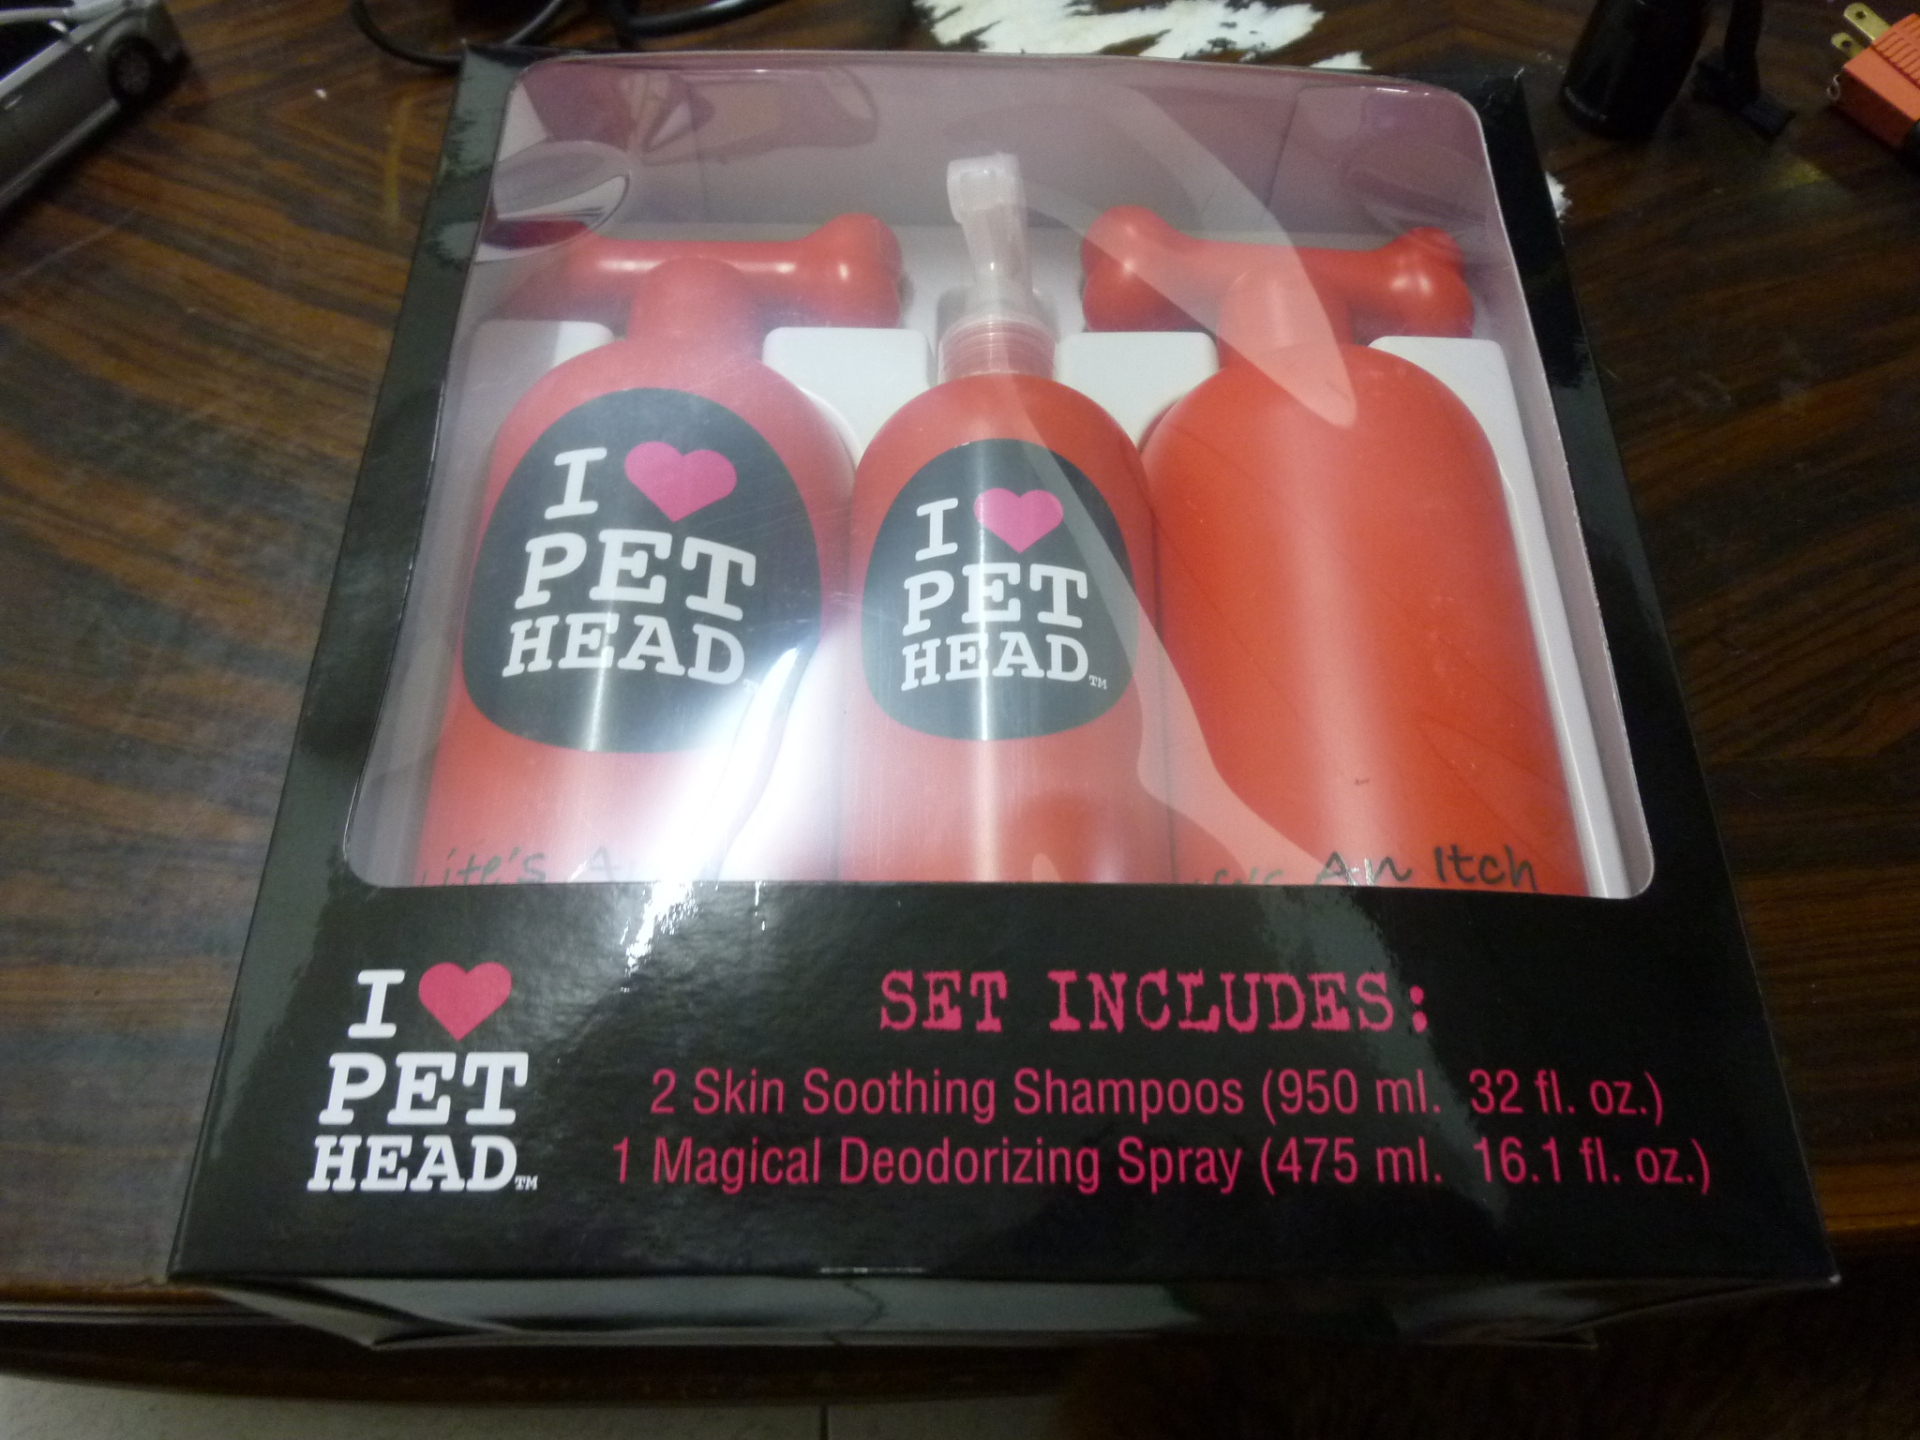 I
PET
HEAD
TM
I
PET
HEAD
TM
An Itch
I
PET
HEAD
TM
SET INCLUDES:
2 Skin Soothing Shampoos (950 ml. 32 fl. oz.)
1 Magical Deodorizing Spray (475 ml. 16.1 fl. oz.)